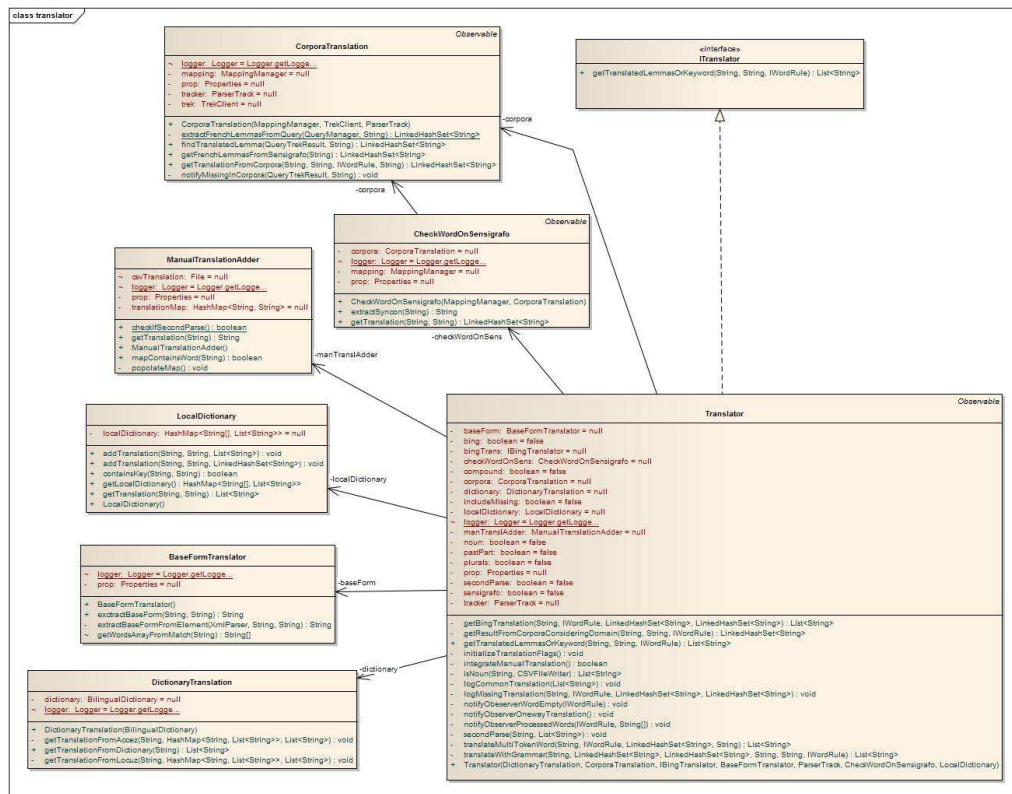 class translator
Observable
CorporaTranslation
~ logger: Logger = Logger.getLogge...
- mapping: MappingManager = null
- prop: Properties = null
- tracker: ParserTrack = null
- trek: TrekClient = null
+ CorporaTranslation(MappingManager, TrekClient, ParserTrack)
- extractFrenchLemmasFromQuery(QueryManager, String) : LinkedHashSet<String>
+ findTranslatedLemma(QueryTrekResult, String) : LinkedHashSet<String>
+ getFrenchLemmasFromSensigrafo(String) : LinkedHashSet<String>
+ getTranslationFromCorpora(String, String, IWordRule, String) : LinkedHashSet<String>
- notifyMissingInCorpora(QueryTrekResult, String) : void
«interface»
ITranslator
+ getTranslatedLemmasOrKeyword(String, String, IWordRule) : List<String>
-corpora
-corpora
Observable
CheckWordOnSensigrafo
- corpora: CorporaTranslation = null
~ logger: Logger = Logger.getLogge...
- mapping: MappingManager = null
- prop: Properties = null
+ CheckWordOnSensigrafo(MappingManager, CorporaTranslation)
+ extractSyncon(String) : String
+ getTranslation(String, String) : LinkedHashSet<String>
-checkWordOnSens
ManualTranslationAdder
~ csvTranslation: File = null
~ logger: Logger = Logger.getLogge...
- prop: Properties = null
- translationMap: HashMap<String, String> = null
+ checkIfSecondParse() : boolean
+ getTranslation(String) : String
+ ManualTranslationAdder()
+ mapContainsWord(String) : boolean
- popolateMap() : void
-manTranslAdder
LocalDictionary
- localDictionary: HashMap<String[], List<String>> = null
+ addTranslation(String, String, List<String>) : void
+ addTranslation(String, String, LinkedHashSet<String>) : void
+ containsKey(String, String) : boolean
+ getLocalDictionary() : HashMap<String[], List<String>>
+ getTranslation(String, String) : List<String>
+ LocalDictionary()
-localDictionary
BaseFormTranslator
~ logger: Logger = Logger.getLogge...
- prop: Properties = null
+ BaseFormTranslator()
+ exctractBaseForm(String, String) : String
- extractBaseFormFromElement(XmlParser, String, String) : String
~ getWordsArrayFromMatch(String) : String[]
-baseForm
DictionaryTranslation
- dictionary: BilingualDictionary = null
~ logger: Logger = Logger.getLogge...
+ DictionaryTranslation(BilingualDictionary)
- getTranslationFromAccez(String, HashMap<String, List<String>>, List<String>) : void
+ getTranslationFromDictionary(String) : List<String>
- getTranslationFromLocuz(String, HashMap<String, List<String>>, List<String>) : void
-dictionary
Observable
Translator
- baseForm: BaseFormTranslator = null
- bing: boolean = false
- bingTrans: IBingTranslator = null
- checkWordOnSens: CheckWordOnSensigrafo = null
- compound: boolean = false
- corpora: CorporaTranslation = null
- dictionary: DictionaryTranslation = null
- includeMissing: boolean = false
- localDictionary: LocalDictionary = null
~ logger: Logger = Logger.getLogge...
- manTranslAdder: ManualTranslationAdder = null
- noun: boolean = false
- pastPart: boolean = false
- plurals: boolean = false
- prop: Properties = null
- secondParse: boolean = false
- sensigrafo: boolean = false
- tracker: ParserTrack = null
- getBingTranslation(String, IWordRule, LinkedHashSet<String>, LinkedHashSet<String>) : List<String>
- getResultFromCorporaConsideringDomain(String, String, IWordRule) : LinkedHashSet<String>
+ getTranslatedLemmasOrKeyword(String, String, IWordRule) : List<String>
- initializeTranslationFlags() : void
- integrateManualTranslation() : boolean
- isNoun(String, CSVFileWriter) : List<String>
- logCommonTranslation(List<String>) : void
- logMissingTranslation(String, IWordRule, LinkedHashSet<String>, LinkedHashSet<String>) : void
- notifyObeserverWordEmpty(IWordRule) : void
- notifyObserverOnewayTranslation() : void
- notifyObserverProcessedWords(IWordRule, String[]) : void
- secondParse(String, List<String>) : void
- translateMultiTokenWord(String, IWordRule, LinkedHashSet<String>, String) : List<String>
- translateWithGrammar(String, LinkedHashSet<String>, LinkedHashSet<String>, String, String, IWordRule) : List<String>
+ Translator(DictionaryTranslation, CorporaTranslation, IBingTranslator, BaseFormTranslator, ParserTrack, CheckWordOnSensigrafo, LocalDictionary)